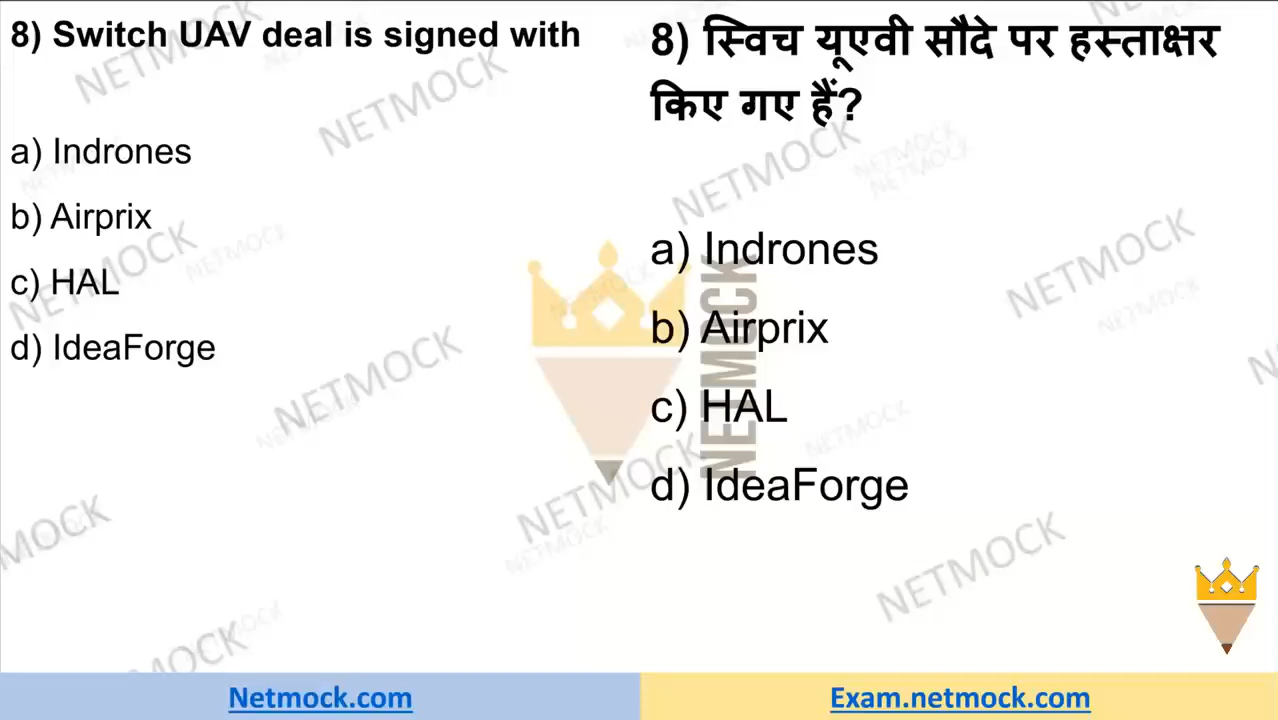 8) Switch UAV deal is signed with
a) Indrones
b) Airprix
c) HAL
d) IdeaForge
8) स्विच यूएवी सौदे पर हस्ताक्षर
किए गए हैं?
a) Indrones
b) Airprix
c) HAL
d) IdeaForge
NETMOCK
Netmock.com
Exam.netmock.com